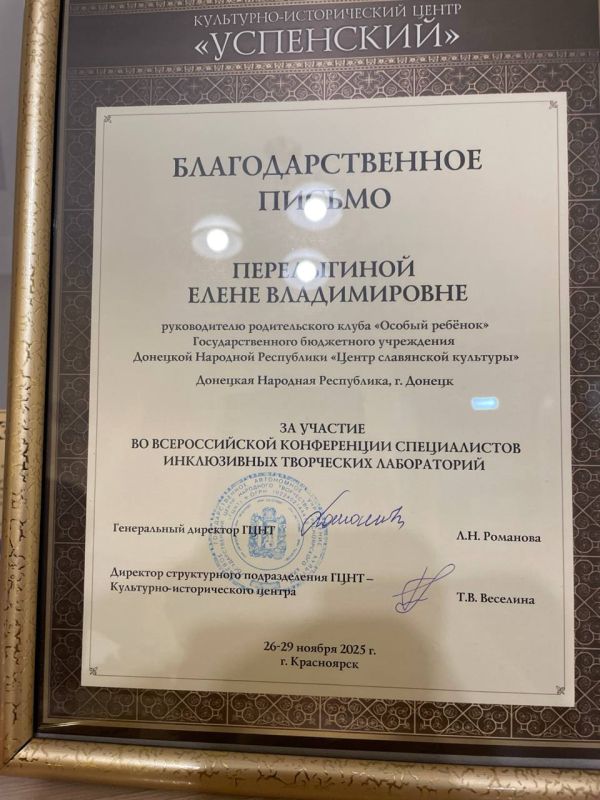 КУЛЬТУРНО-ИСТОРИЧЕСКИЙ ЦЕНТР
«УСПЕНСКИЙ»
БЛАГОДАРСТВЕННОЕ
ПИСЬМО
ЕЛЕНЕ ВЛАДИМИРОВНЕ
руководителю родительского клуба «Особый ребёнок»
Государственного бюджетного учреждения
Донецкой Народной Республики «Центр славянской культуры»
Донецкая Народная Республика, г. Донецк
ЗА УЧАСТИЕ
ВО ВСЕРОССИЙСКОЙ КОНФЕРЕНЦИИ СПЕЦИАЛИСТОВ
ИНКЛЮЗИВНЫХ ТВОРЧЕСКИХ ЛАБОРАТОРИЙ
Генеральный директор ГЦНТ
Л.Н. Романова
Директор структурного подразделения ГЦНТ –
Культурно-исторического центра
Т.В. Веселина
26-29 ноября 2025 г.
г. Красноярск